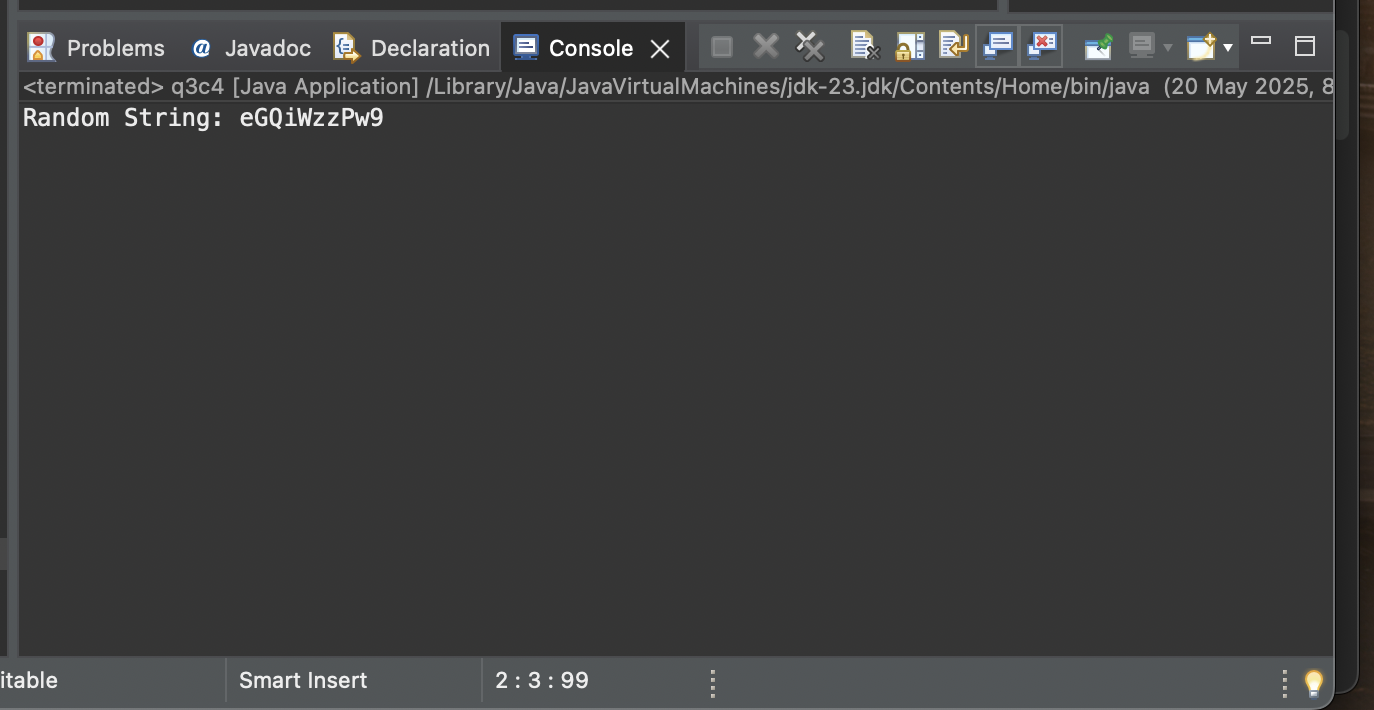 Problems @ Javadoc Declaration Console
<terminated> q3c4 [Java Application] /Library/Java/JavaVirtualMachines/jdk-23.jdk/Contents/Home/bin/java (20 May 2025, 8
Random String: eGQiWzzPw9
itable Smart Insert 2 : 3 : 99